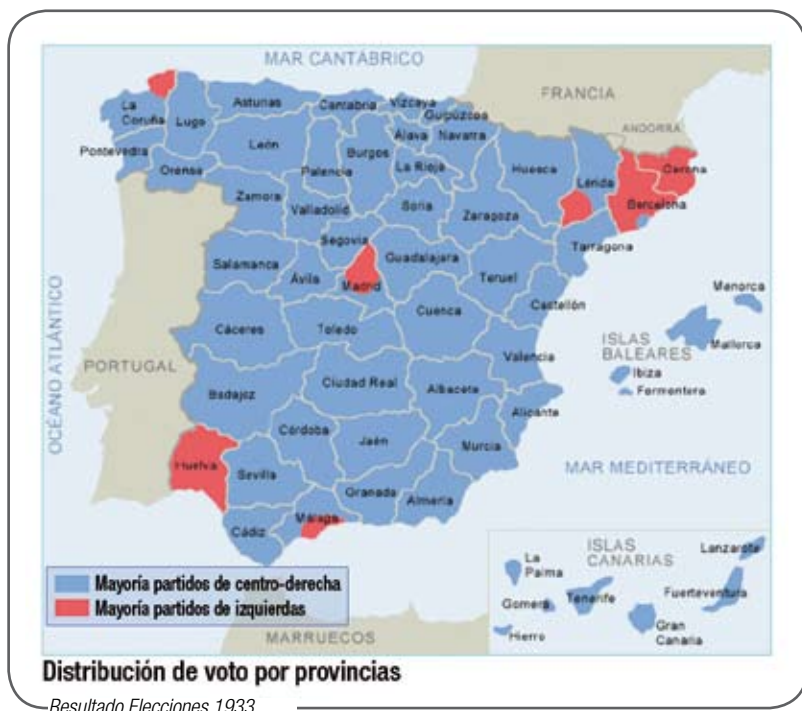 MAR CANTÁBRICO
FRANCIA
ANDORRA
La
Coruña
Lugo
Asturias
Cantabria
Vizcaya
Guipúzcoa
Álava
Navarra
Pontevedra
Orense
León
Palencia
Burgos
La Rioja
Huesca
Lérida
Gerona
Barcelona
Zamora
Valladolid
Soria
Zaragoza
Tarragona
Segovia
Salamanca
Ávila
Madrid
Guadalajara
Teruel
Castellón
Menorca
Mallorca
ISLAS
BALEARES
Ibiza
Formentera
OCÉANO ATLÁNTICO
PORTUGAL
Cáceres
Toledo
Cuenca
Valencia
Badajoz
Ciudad Real
Albacete
Alicante
Córdoba
Jaén
Murcia
Huelva
Sevilla
Granada
Almería
Málaga
Cádiz
MAR MEDITERRÁNEO
ISLAS
CANARIAS
La
Palma
Gomera
Hierro
Tenerife
Gran
Canaria
Fuerteventura
Lanzarote
Mayoría partidos de centro-derecha
Mayoría partidos de izquierdas
MARRUECOS
Distribución de voto por provincias
Resultado Elecciones 1933